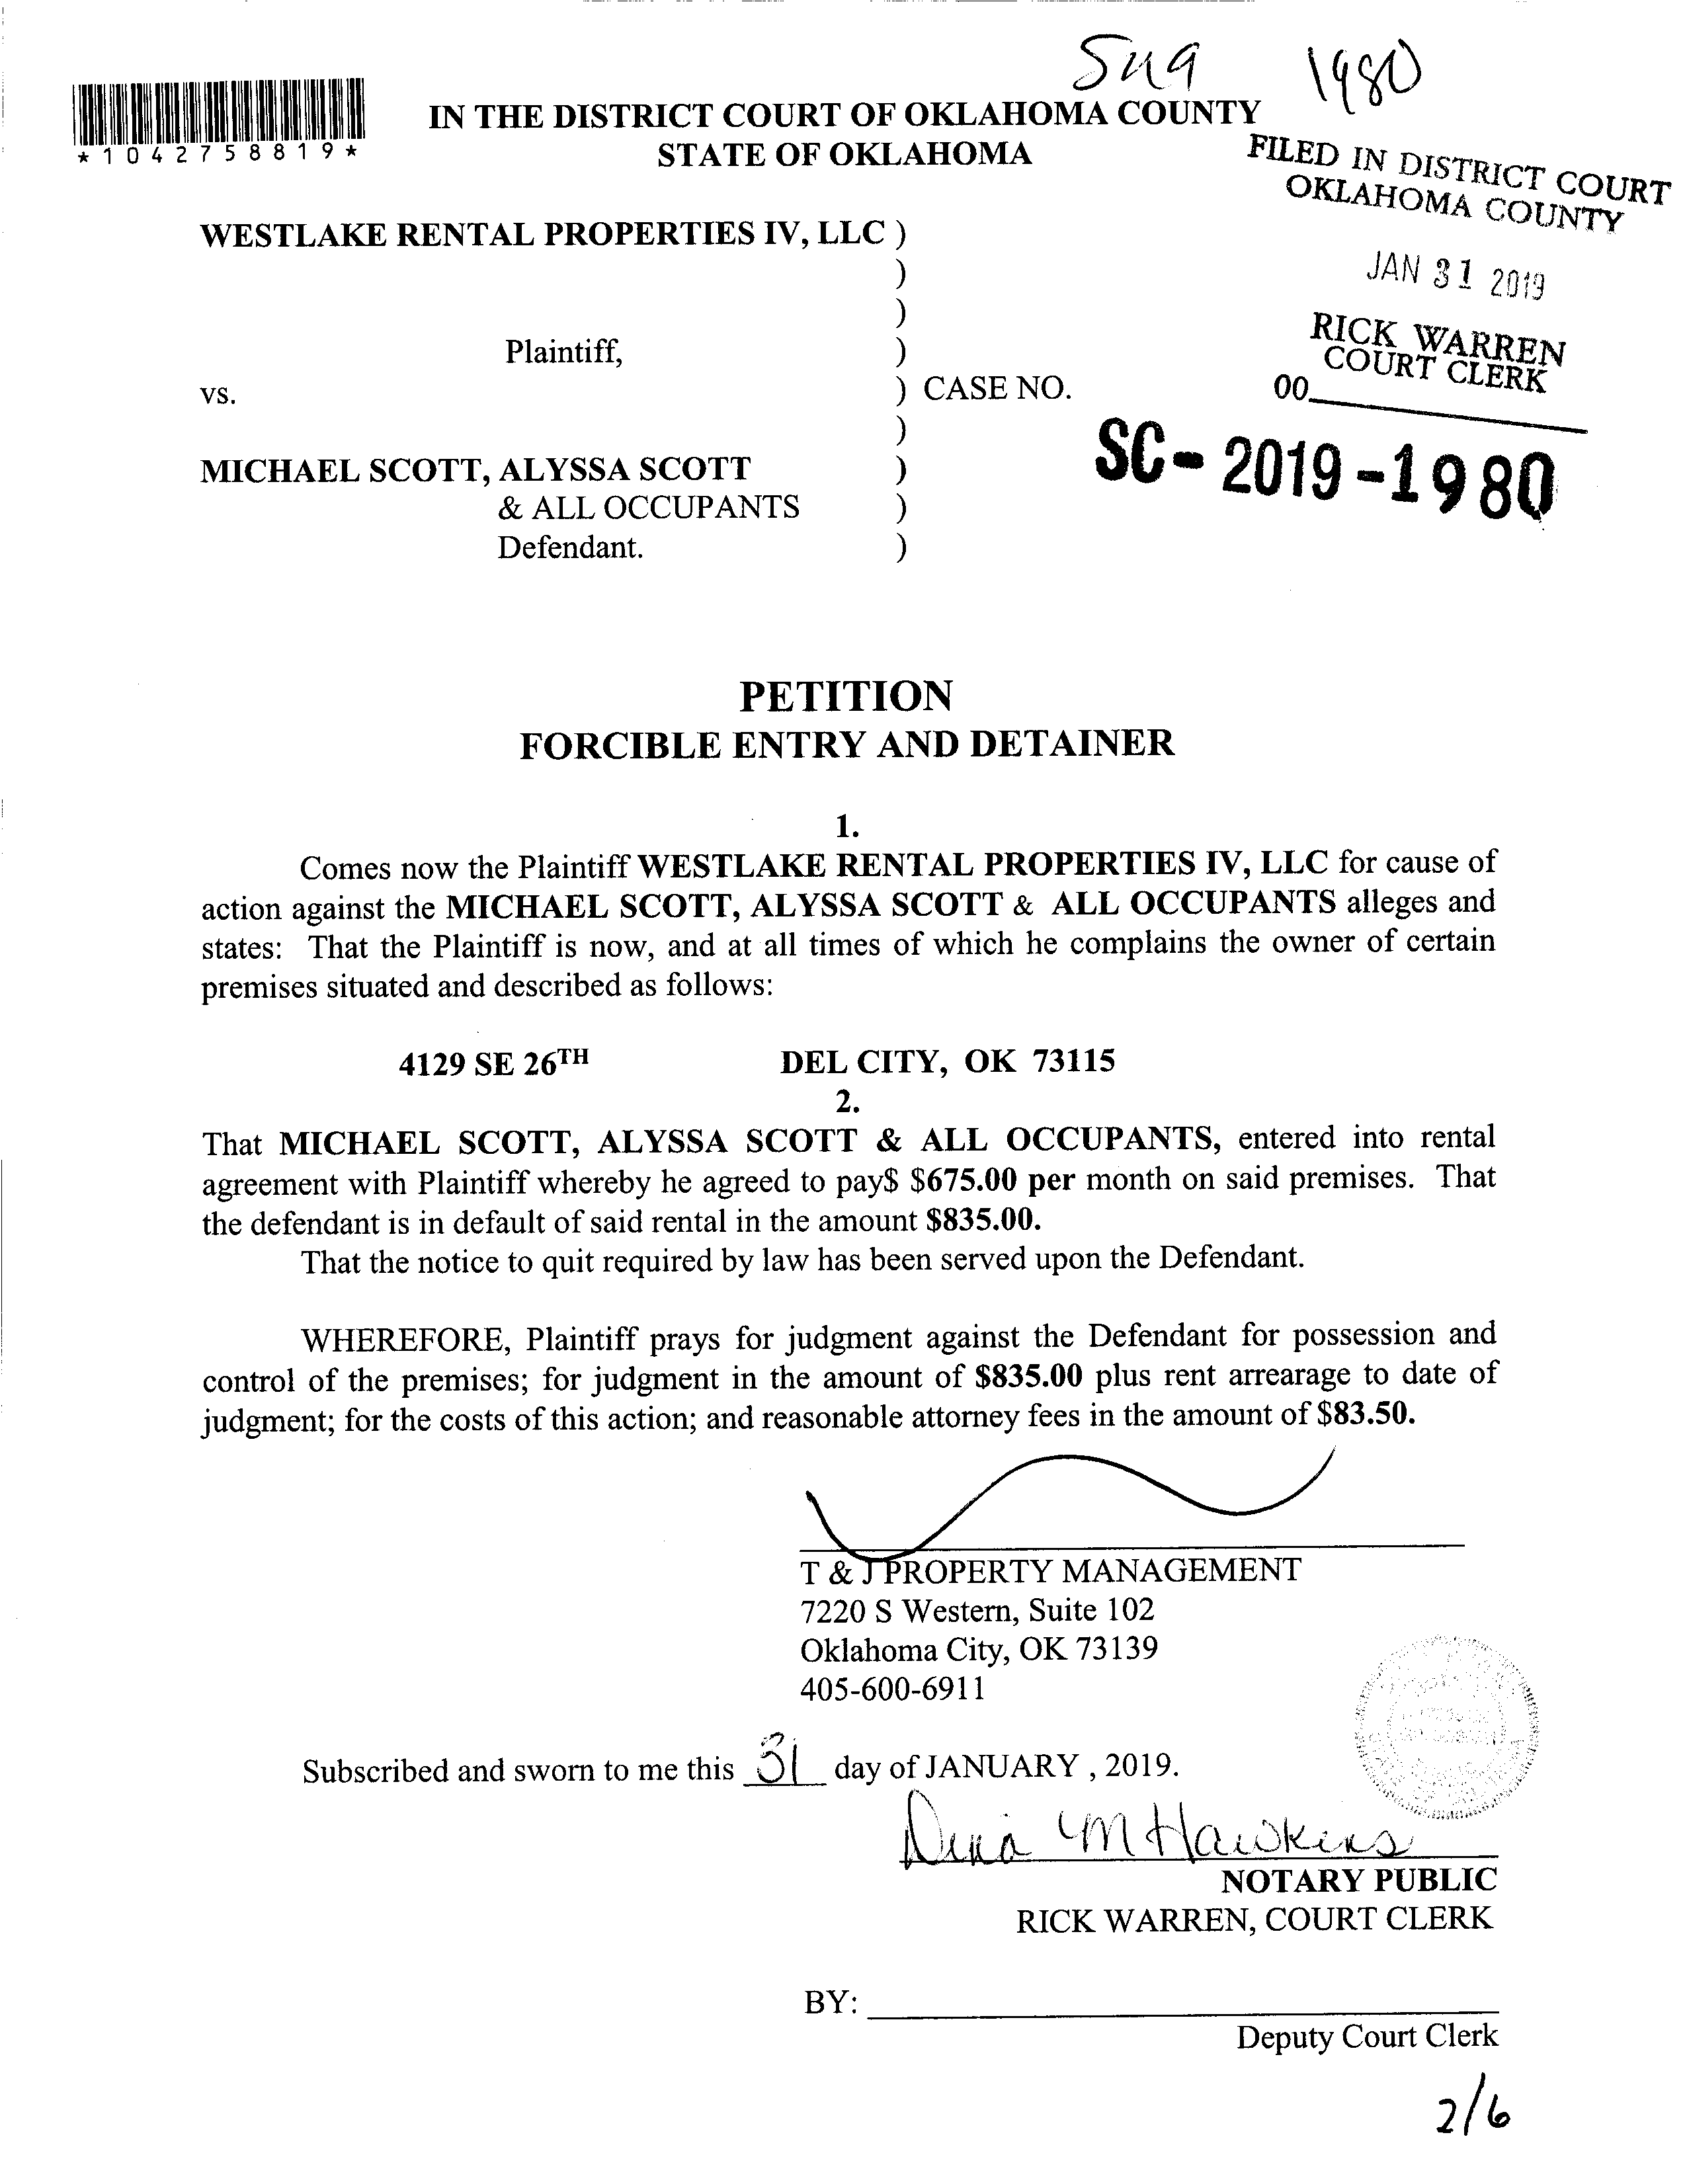 Sug 1980
*1042758819*
IN THE DISTRICT COURT OF OKLAHOMA COUNTY
STATE OF OKLAHOMA
FILED IN DISTRICT COURT
OKLAHOMA COUNTY
JAN 31 2019
RICK WARREN
COURT CLERK
00
WESTLAKE RENTAL PROPERTIES IV, LLC )
)
)
Plaintiff, )
vs. ) CASE NO.
)
SC-2019-1980
MICHAEL SCOTT, ALYSSA SCOTT )
& ALL OCCUPANTS )
Defendant. )
PETITION
FORCIBLE ENTRY AND DETAINER
1.
Comes now the Plaintiff WESTLAKE RENTAL PROPERTIES IV, LLC for cause of
action against the MICHAEL SCOTT, ALYSSA SCOTT & ALL OCCUPANTS alleges and
states: That the Plaintiff is now, and at all times of which he complains the owner of certain
premises situated and described as follows:
4129 SE 26TH DEL CITY, OK 73115
2.
That MICHAEL SCOTT, ALYSSA SCOTT & ALL OCCUPANTS, entered into rental
agreement with Plaintiff whereby he agreed to pay$ $675.00 per month on said premises. That
the defendant is in default of said rental in the amount $835.00.
That the notice to quit required by law has been served upon the Defendant.
WHEREFORE, Plaintiff prays for judgment against the Defendant for possession and
control of the premises; for judgment in the amount of $835.00 plus rent arrearage to date of
judgment; for the costs of this action; and reasonable attorney fees in the amount of $83.50.
T & J PROPERTY MANAGEMENT
7220 S Western, Suite 102
Oklahoma City, OK 73139
405-600-6911
Subscribed and sworn to me this 31 day of JANUARY , 2019.
Dena M Hawkins
NOTARY PUBLIC
RICK WARREN, COURT CLERK
BY:
Deputy Court Clerk
2/6